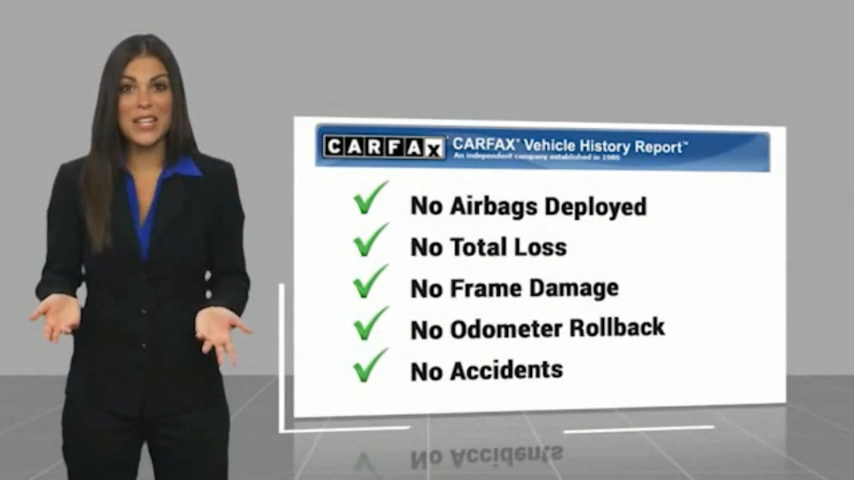 CARFAX CARFAX® Vehicle History Report™
An independent company established in 1986
No Airbags Deployed
No Total Loss
No Frame Damage
No Odometer Rollback
No Accidents
No Accidents